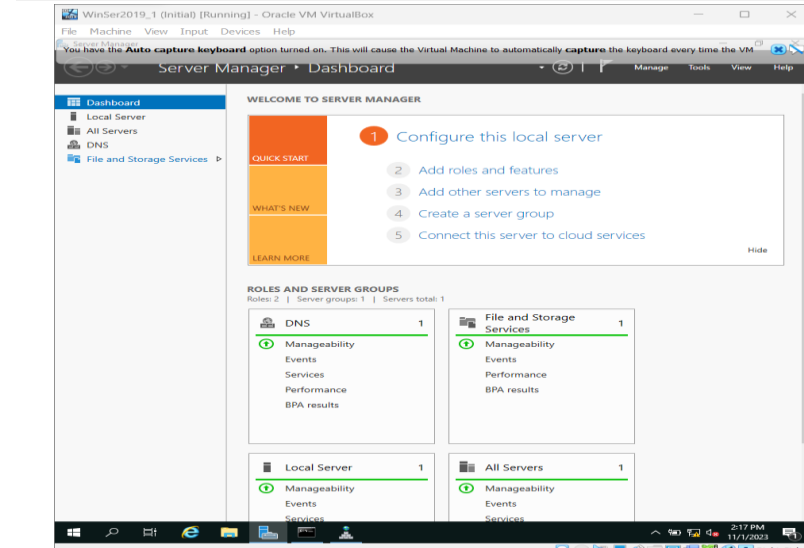 WinSer2019_1 (Initial) [Running] - Oracle VM VirtualBox
File Machine View Input Devices Help
Server Manager
You have the Auto capture keyboard option turned on. This will cause the Virtual Machine to automatically capture the keyboard every time the VM
Server Manager • Dashboard
Manage Tools View Help
Dashboard
Local Server
All Servers
DNS
File and Storage Services
WELCOME TO SERVER MANAGER
QUICK START
WHAT'S NEW
LEARN MORE
1 Configure this local server
2 Add roles and features
3 Add other servers to manage
4 Create a server group
5 Connect this server to cloud services
Hide
ROLES AND SERVER GROUPS
Roles: 2 | Server groups: 1 | Servers total: 1
DNS 1
Manageability
Events
Services
Performance
BPA results
File and Storage Services 1
Manageability
Events
Performance
BPA results
Local Server 1
Manageability
Events
Services
All Servers 1
Manageability
Events
Services
2:17 PM
11/1/2023